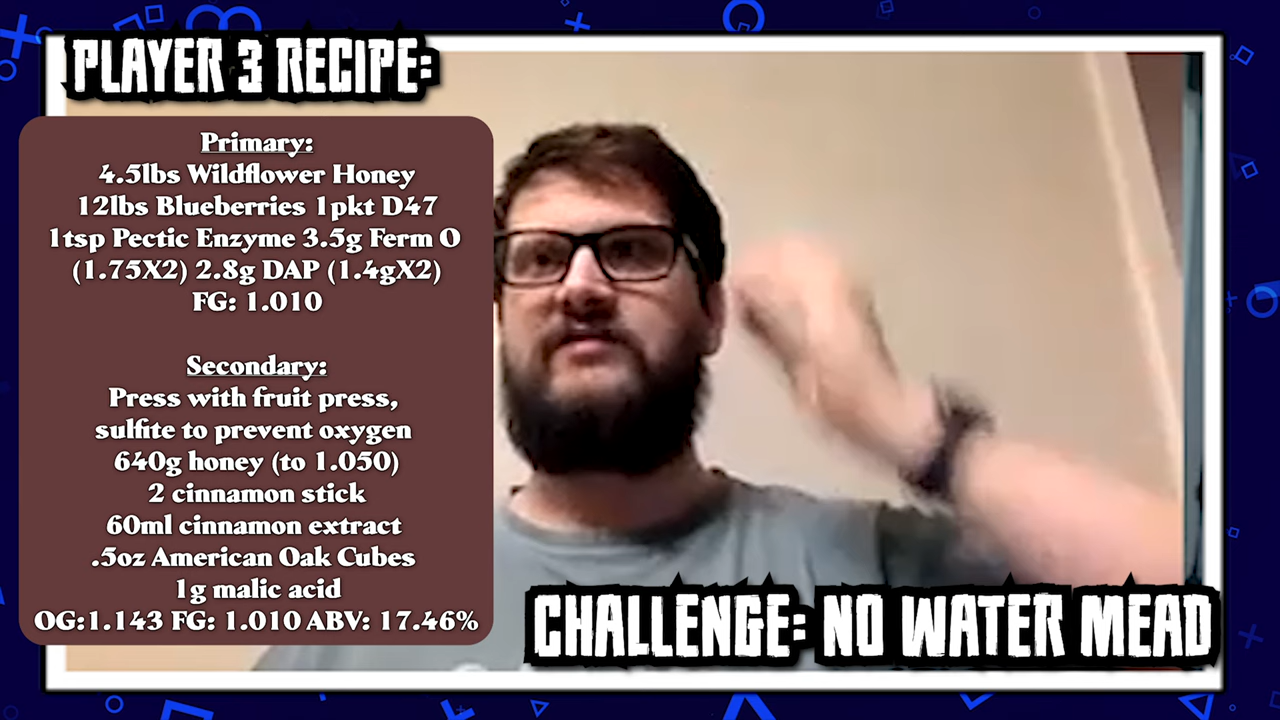 PLAYER 3 RECIPE:
Primary:
4.5lbs Wildflower Honey
12lbs Blueberries 1pkt D47
1tsp Pectic Enzyme 3.5g Ferm O
(1.75X2) 2.8g DAP (1.4gX2)
FG: 1.010
Secondary:
Press with fruit press,
sulfite to prevent oxygen
640g honey (to 1.050)
2 cinnamon stick
60ml cinnamon extract
.5oz American Oak Cubes
1g malic acid
OG:1.143 FG: 1.010 ABV: 17.46%
CHALLENGE: NO WATER MEAD